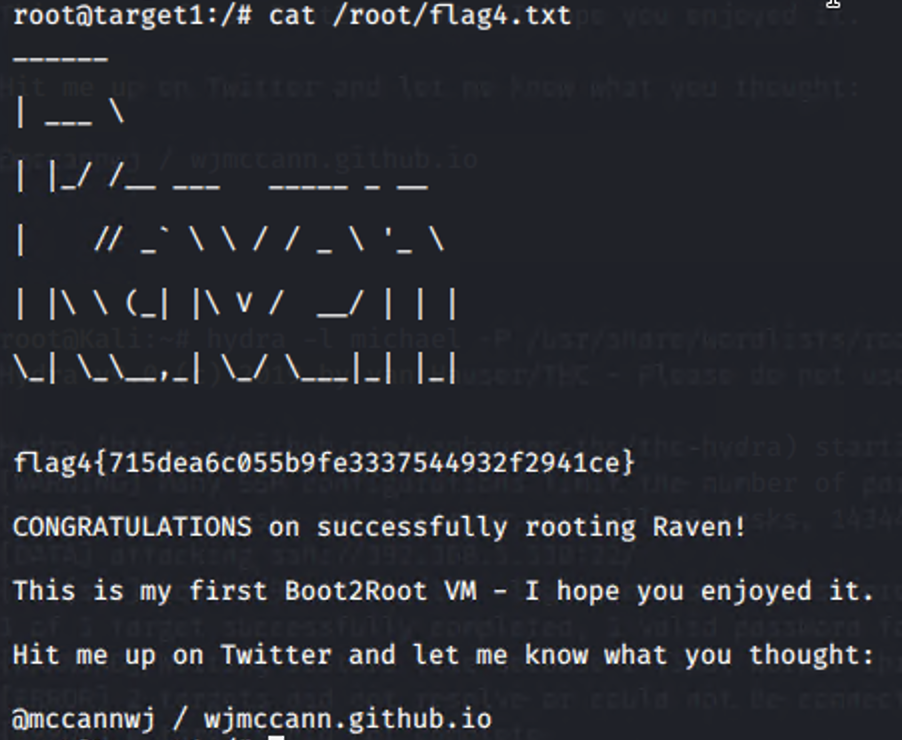 root@target1:/# cat /root/flag4.txt
------
| ___ \
| |_/ /__ ___   _____ _ __
|    // _` \ \ / / _ \ '_ \
| |\ \ (_| |\ V /  __/ | | |
\_| \_\__,_| \_/ \___|_| |_|
flag4{715dea6c055b9fe3337544932f2941ce}
CONGRATULATIONS on successfully rooting Raven!
This is my first Boot2Root VM - I hope you enjoyed it.
Hit me up on Twitter and let me know what you thought:
@mccannwj / wjmccann.github.io